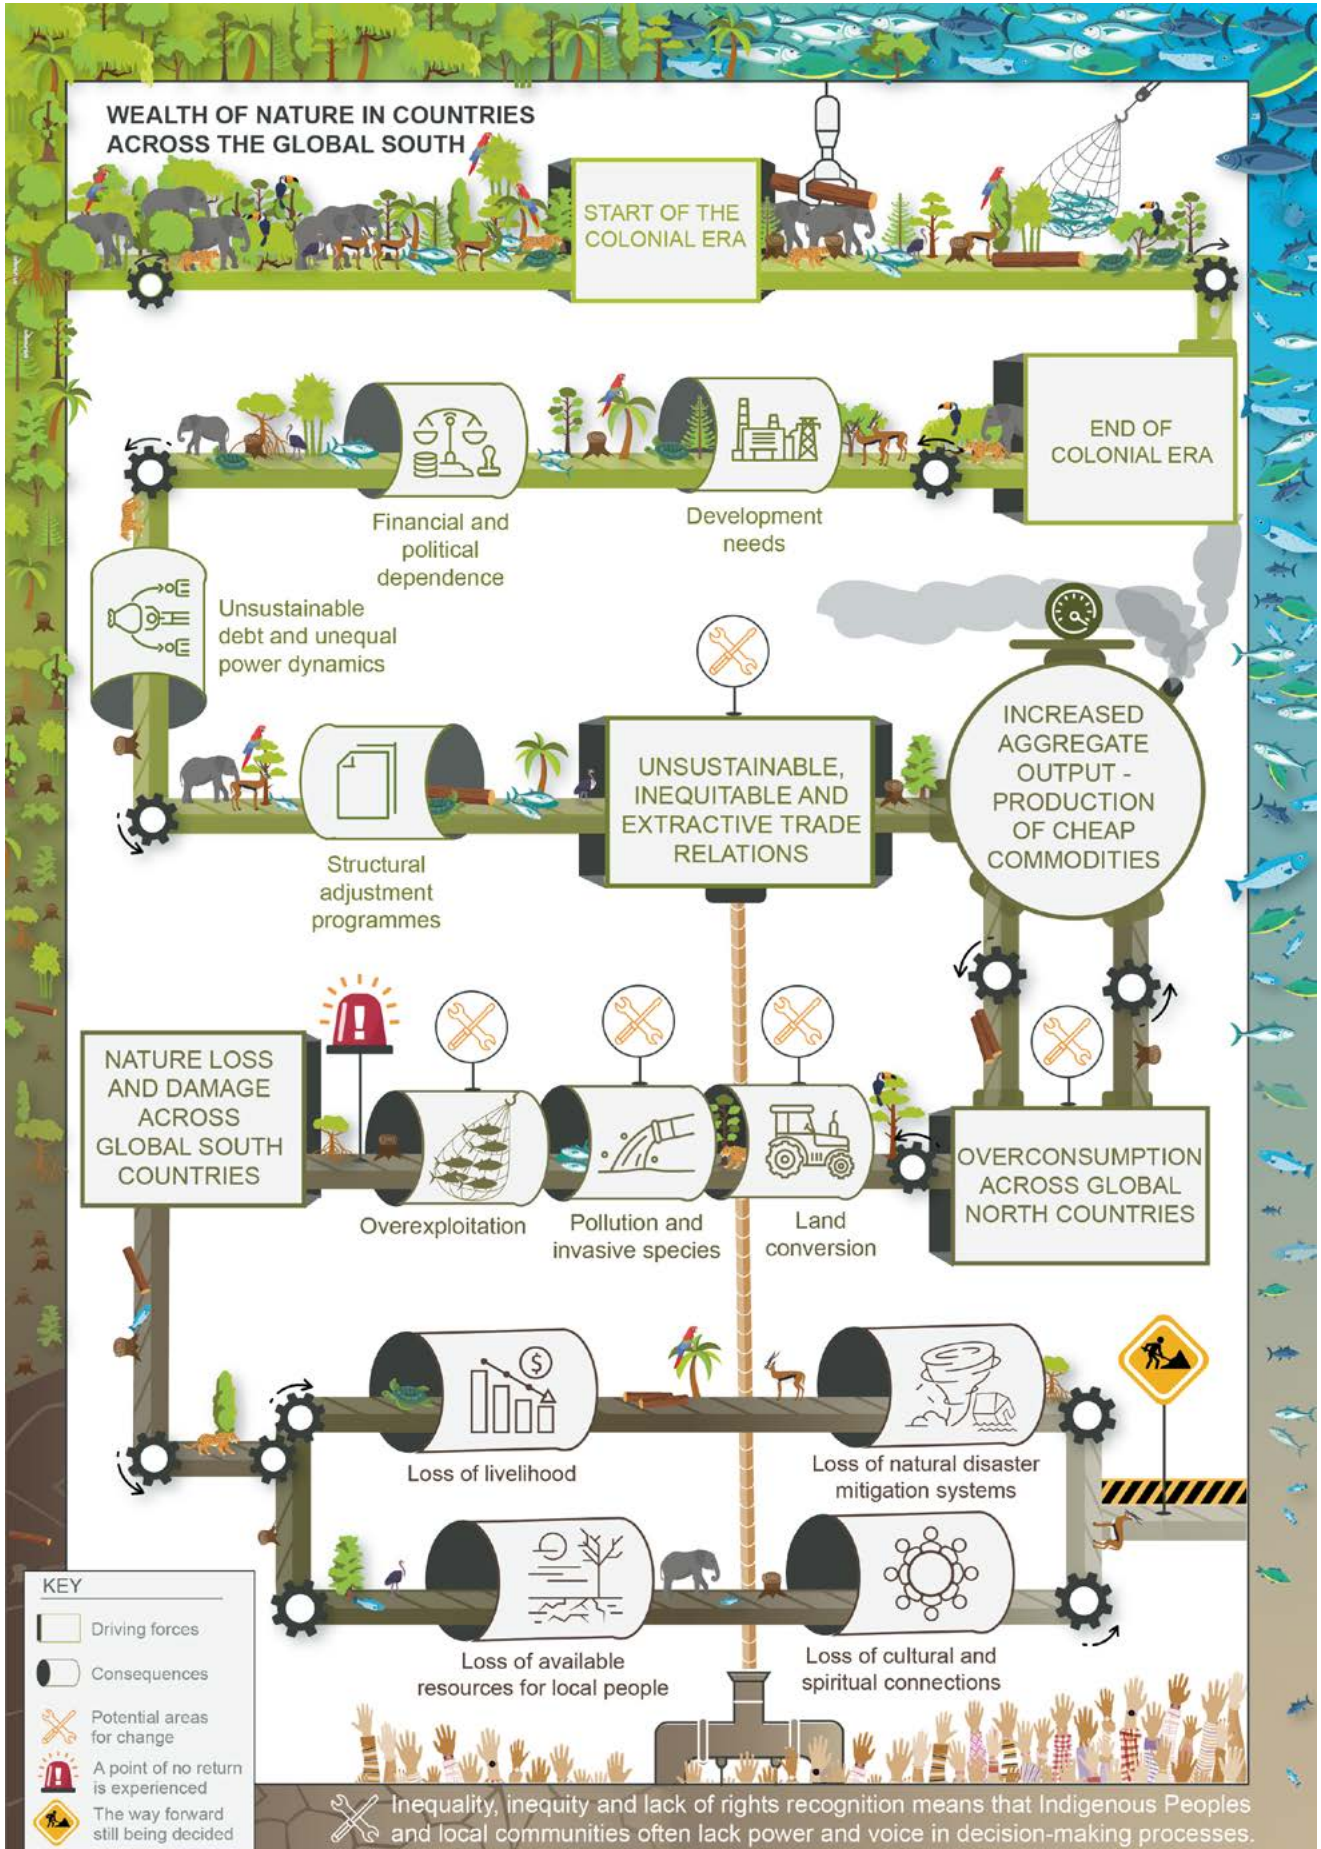 WEALTH OF NATURE IN COUNTRIES
ACROSS THE GLOBAL SOUTH
START OF THE
COLONIAL ERA
END OF
COLONIAL ERA
Financial and
political
dependence
Development
needs
Unsustainable
debt and unequal
power dynamics
Structural
adjustment
programmes
UNSUSTAINABLE,
INEQUITABLE AND
EXTRACTIVE TRADE
RELATIONS
INCREASED
AGGREGATE
OUTPUT -
PRODUCTION
OF CHEAP
COMMODITIES
NATURE LOSS
AND DAMAGE
ACROSS
GLOBAL SOUTH
COUNTRIES
Overexploitation
Pollution and
invasive species
Land
conversion
OVERCONSUMPTION
ACROSS GLOBAL
NORTH COUNTRIES
$
Loss of livelihood
Loss of natural disaster
mitigation systems
Loss of available
resources for local people
Loss of cultural and
spiritual connections
KEY
Driving forces
Consequences
Potential areas
for change
A point of no return
is experienced
The way forward
still being decided
Inequality, inequity and lack of rights recognition means that Indigenous Peoples
and local communities often lack power and voice in decision-making processes.